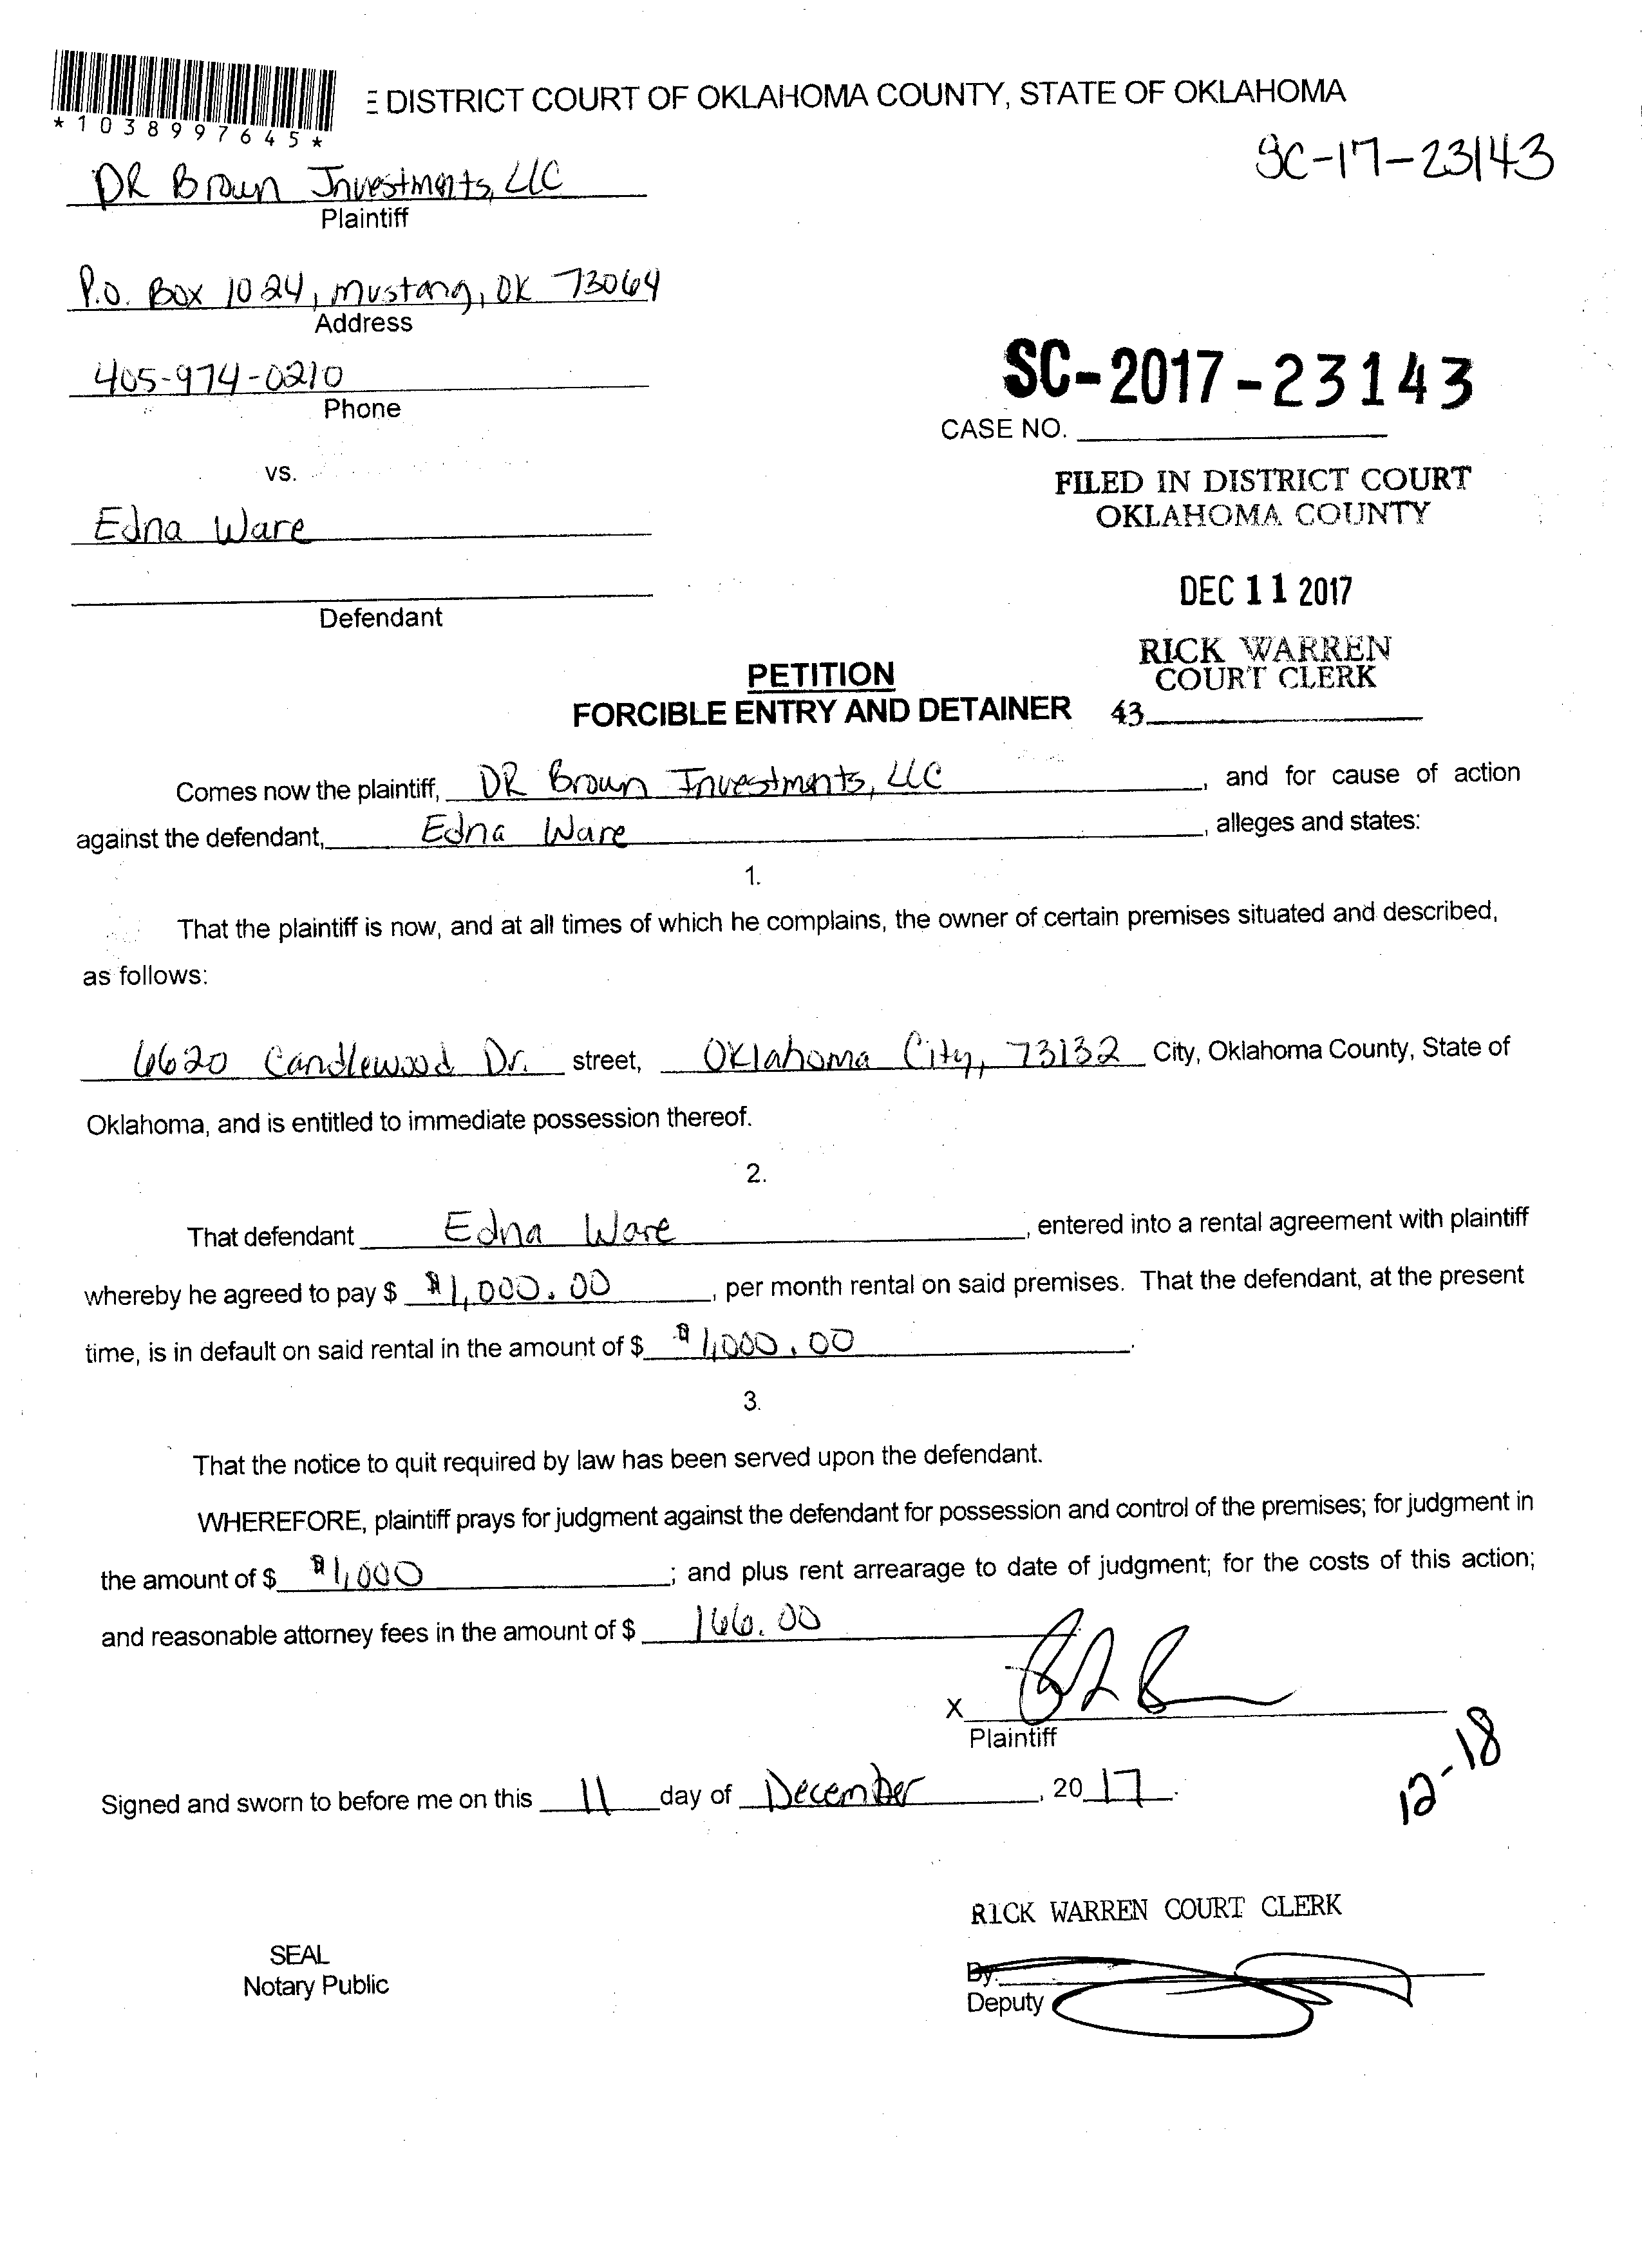 DISTRICT COURT OF OKLAHOMA COUNTY, STATE OF OKLAHOMA
*1038997645*
SC-17-23143
DR Brown Investments, LLC
Plaintiff
P.O. Box 1024, Mustang, OK 73064
Address
405-974-0210
Phone
SC-2017-23143
CASE NO.
vs.
FILED IN DISTRICT COURT
OKLAHOMA COUNTY
Edna Ware
DEC 11 2017
Defendant
RICK WARREN
COURT CLERK
PETITION
FORCIBLE ENTRY AND DETAINER 43
Comes now the plaintiff, DR Brown Investments, LLC, and for cause of action
against the defendant, Edna Ware, alleges and states:
1.
That the plaintiff is now, and at all times of which he complains, the owner of certain premises situated and described,
as follows:
6620 Candlewood Dr. street, Oklahoma City, 73132 City, Oklahoma County, State of
Oklahoma, and is entitled to immediate possession thereof.
2.
That defendant Edna Ware, entered into a rental agreement with plaintiff
whereby he agreed to pay $ $1,000.00, per month rental on said premises. That the defendant, at the present
time, is in default on said rental in the amount of $ $1,000.00.
3.
That the notice to quit required by law has been served upon the defendant.
WHEREFORE, plaintiff prays for judgment against the defendant for possession and control of the premises; for judgment in
the amount of $ $1,000; and plus rent arrearage to date of judgment; for the costs of this action;
and reasonable attorney fees in the amount of $ 166.00
X
Plaintiff
12-18
Signed and sworn to before me on this 11 day of December, 2017.
RICK WARREN COURT CLERK
SEAL
Notary Public
By:
Deputy